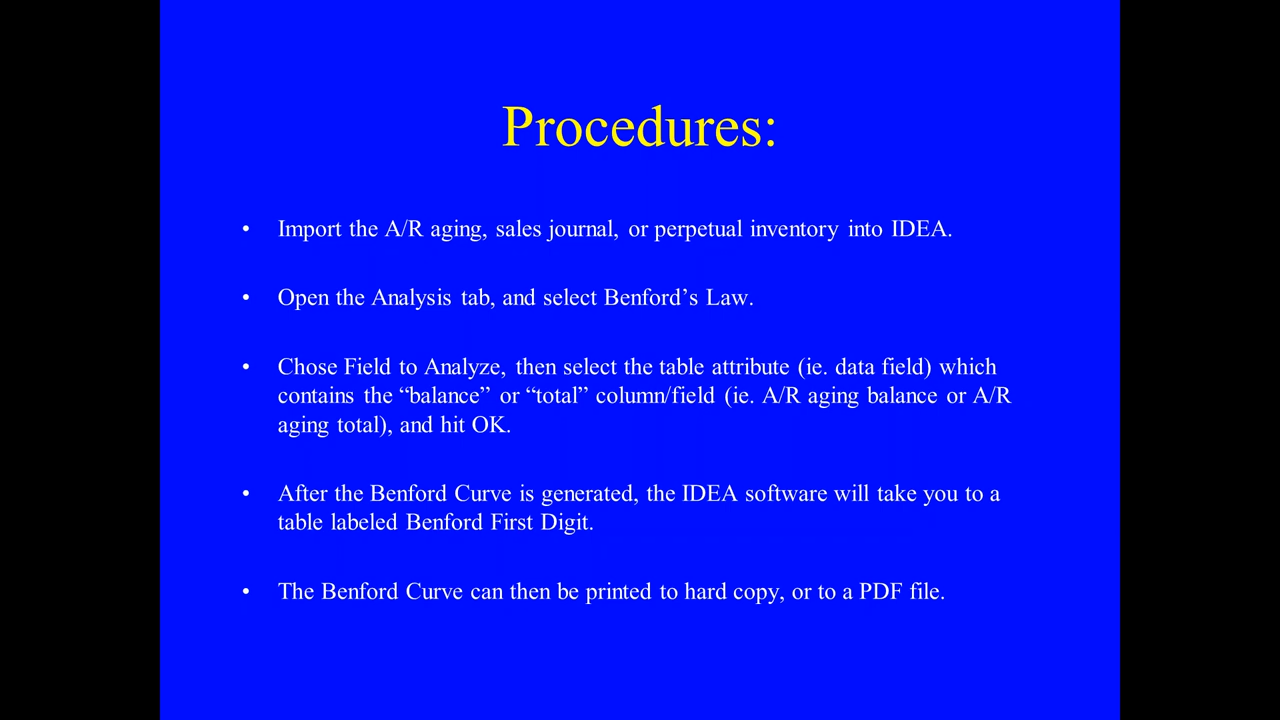 Procedures:
• Import the A/R aging, sales journal, or perpetual inventory into IDEA.
• Open the Analysis tab, and select Benford’s Law.
• Chose Field to Analyze, then select the table attribute (ie. data field) which
contains the “balance” or “total” column/field (ie. A/R aging balance or A/R
aging total), and hit OK.
• After the Benford Curve is generated, the IDEA software will take you to a
table labeled Benford First Digit.
• The Benford Curve can then be printed to hard copy, or to a PDF file.